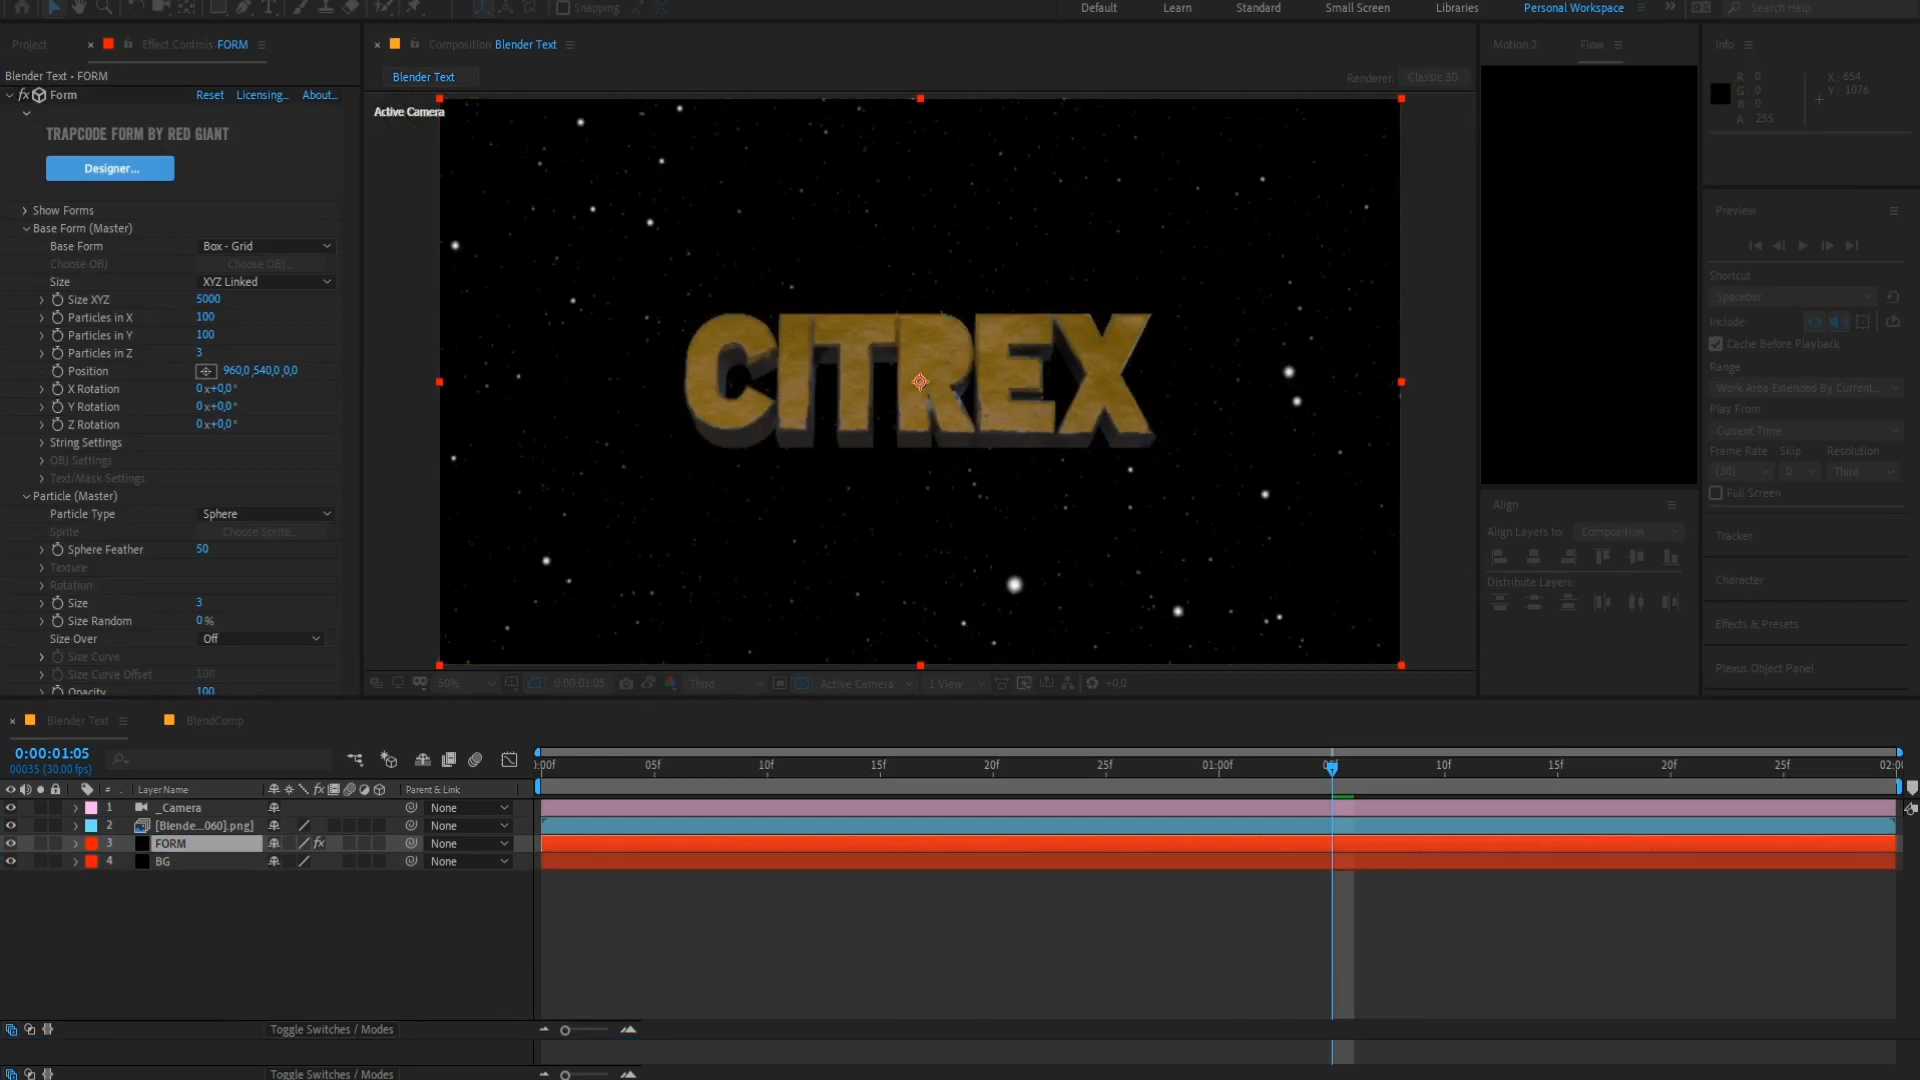 Snapping
Default
Learn
Standard
Small Screen
Libraries
Personal Workspace
Search Help
Project
Effect Controls FORM
Composition Blender Text
Motion 2
Flow
Info
Blender Text • FORM
Blender Text
Renderer:
Classic 3D
R: 0
G: 0
B: 0
A: 255
X: 654
Y: 1076
Form
Reset
Licensing...
About...
Active Camera
TRAPCODE FORM BY RED GIANT
Designer...
CITREX
Show Forms
Base Form (Master)
Base Form
Box - Grid
Choose OBJ
Choose OBJ...
Size
XYZ Linked
Size XYZ
5000
Particles in X
100
Particles in Y
100
Particles in Z
3
Position
960,0 ,540,0 ,0,0
X Rotation
0 x+0,0°
Y Rotation
0 x+0,0°
Z Rotation
0 x+0,0°
String Settings
OBJ Settings
Text/Mask Settings
Particle (Master)
Particle Type
Sphere
Sprite
Choose Sprite...
Sphere Feather
50
Texture
Rotation
Size
3
Size Random
0 %
Size Over
Off
Size Curve
Size Curve Offset
100
Opacity
100
Preview
Shortcut
Spacebar
Include:
Cache Before Playback
Range
Work Area Extended By Current...
Play From
Current Time
Frame Rate
Skip
Resolution
(30)
0
Third
Full Screen
Align
Align Layers to:
Composition
Distribute Layers:
Tracker
Character
Effects & Presets
Plexus Object Panel
50%
0:00:01:05
Third
Active Camera
1 View
+0,0
Blender Text
BlendComp
0:00:01:05
00035 (30.00 fps)
):00f
05f
10f
15f
20f
25f
01:00f
05f
10f
15f
20f
25f
02:00
#
Layer Name
Parent & Link
1
_Camera
None
2
[Blende...060].png]
None
3
FORM
None
4
BG
None
Toggle Switches / Modes
Toggle Switches / Modes